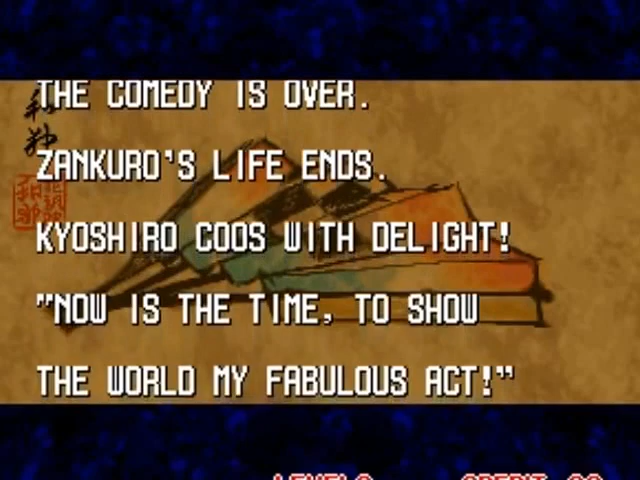 THE COMEDY IS OVER.
ZANKURO'S LIFE ENDS.
KYOSHIRO COOS WITH DELIGHT!
"NOW IS THE TIME, TO SHOW
THE WORLD MY FABULOUS ACT!"